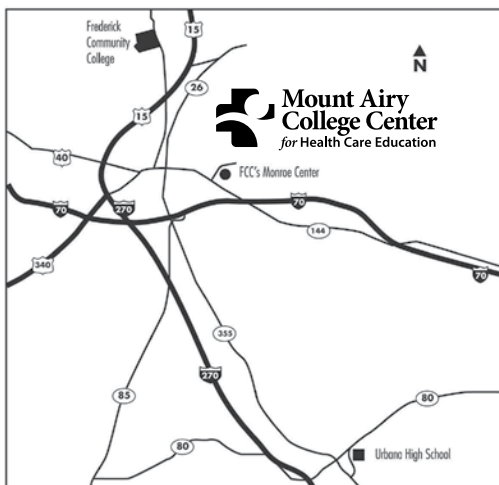 Frederick
Community
College
15
N
26
Mount Airy
College Center
for Health Care Education
15
40
FCC's Monroe Center
70
270
70
144
340
70
355
270
85
80
80
Urbana High School